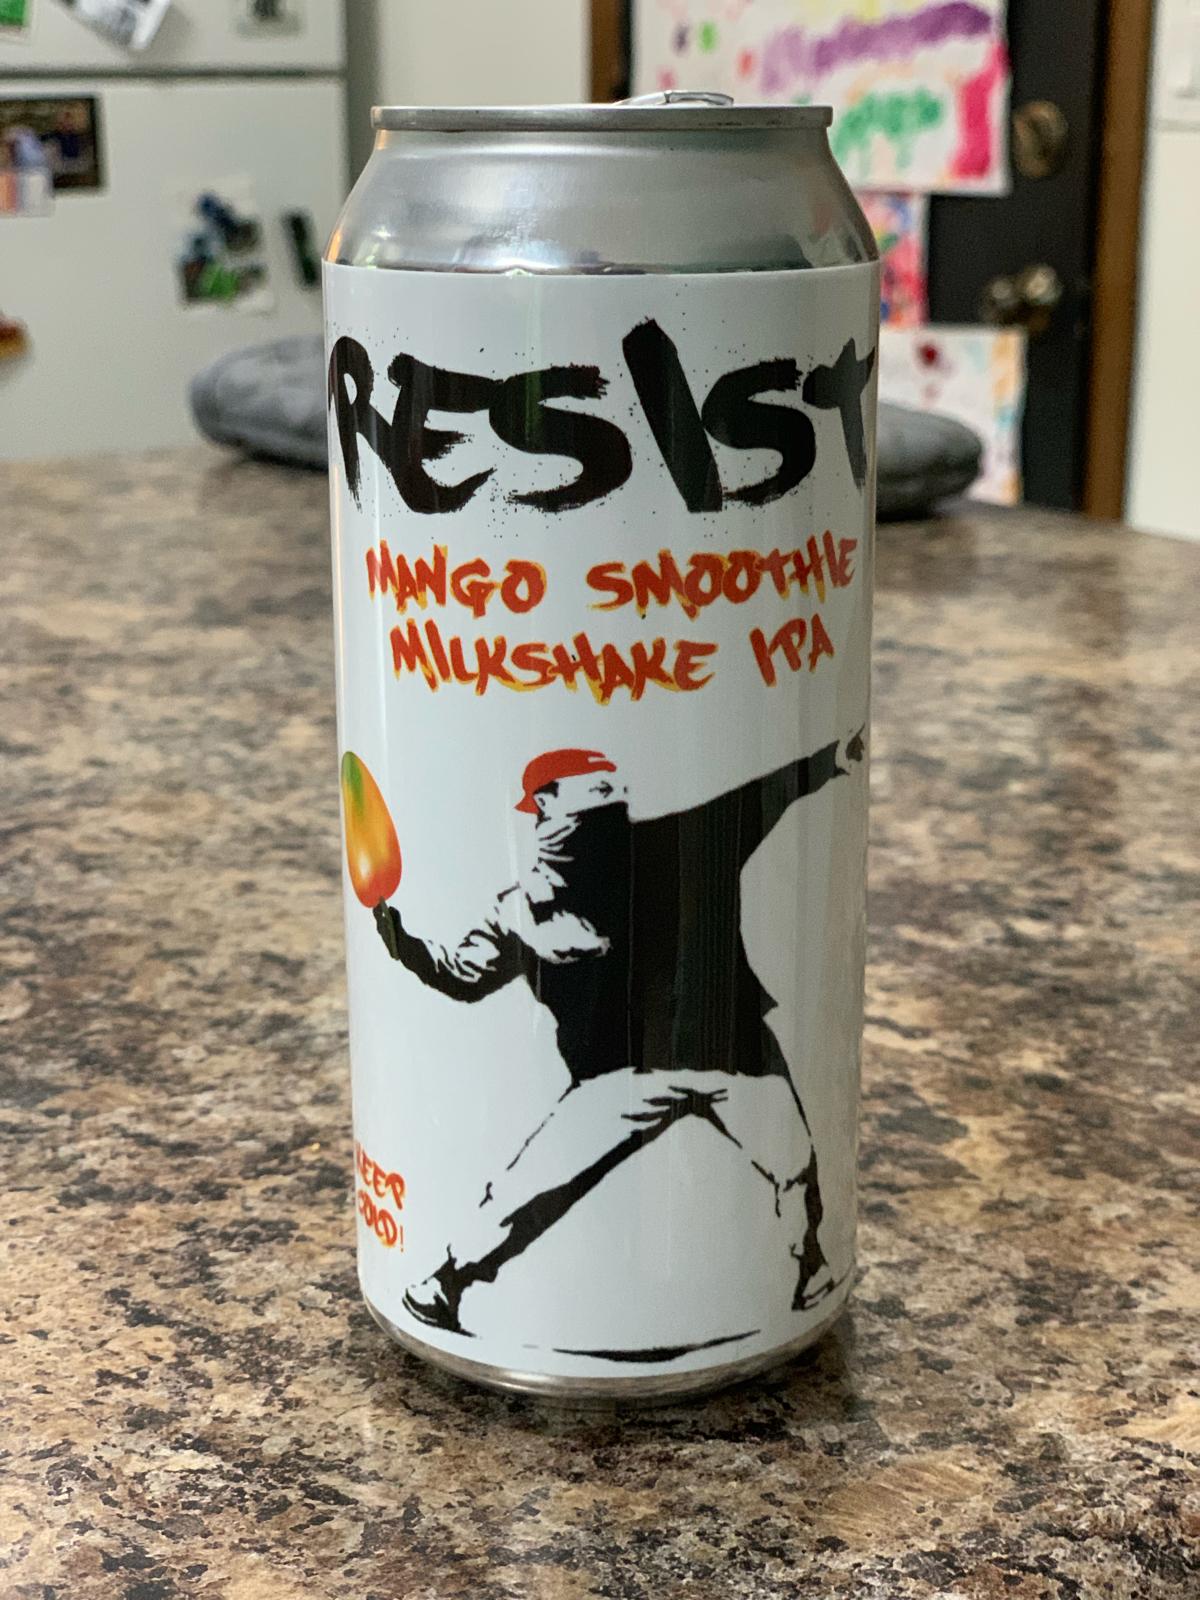 RESIST
MANGO SMOOTHIE
MILKSHAKE IPA
KEEP
COLD!